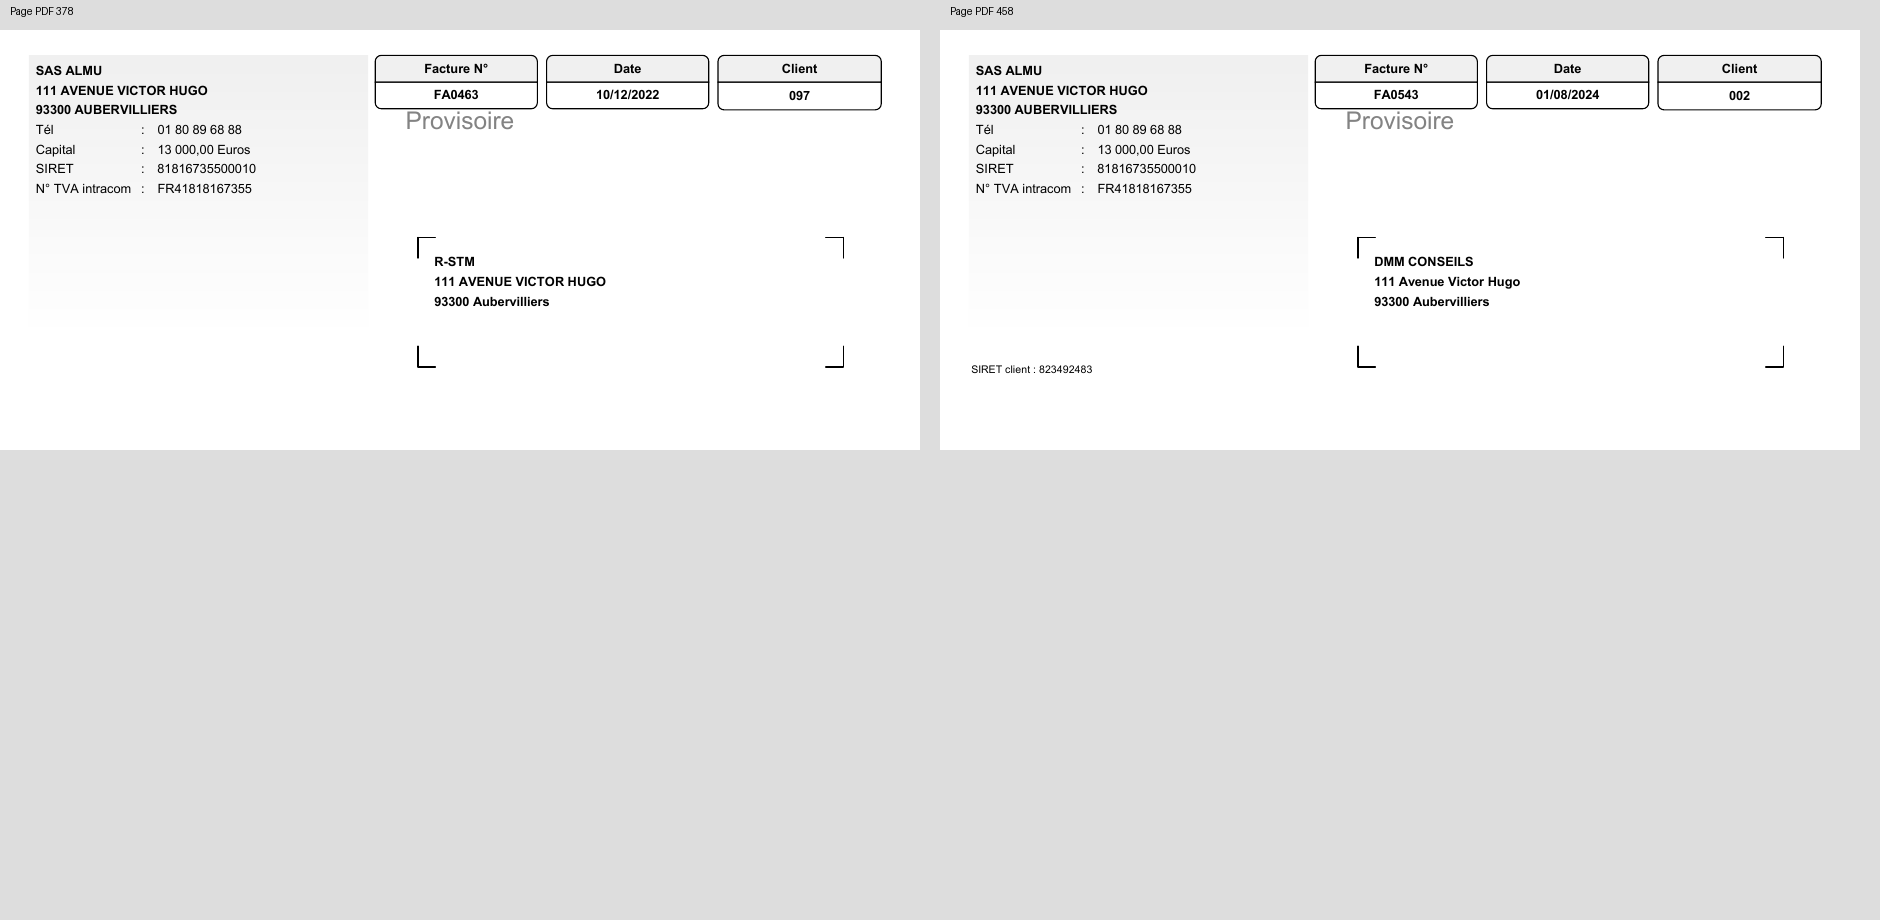 Page PDF 378
SAS ALMU
111 AVENUE VICTOR HUGO
93300 AUBERVILLIERS
Tél : 01 80 89 68 88
Capital : 13 000,00 Euros
SIRET : 81816735500010
N° TVA intracom : FR41818167355
Facture N° Date Client
FA0463 10/12/2022 097
Provisoire
R-STM
111 AVENUE VICTOR HUGO
93300 Aubervilliers
Page PDF 458
SAS ALMU
111 AVENUE VICTOR HUGO
93300 AUBERVILLIERS
Tél : 01 80 89 68 88
Capital : 13 000,00 Euros
SIRET : 81816735500010
N° TVA intracom : FR41818167355
Facture N° Date Client
FA0543 01/08/2024 002
Provisoire
DMM CONSEILS
111 Avenue Victor Hugo
93300 Aubervilliers
SIRET client : 823492483